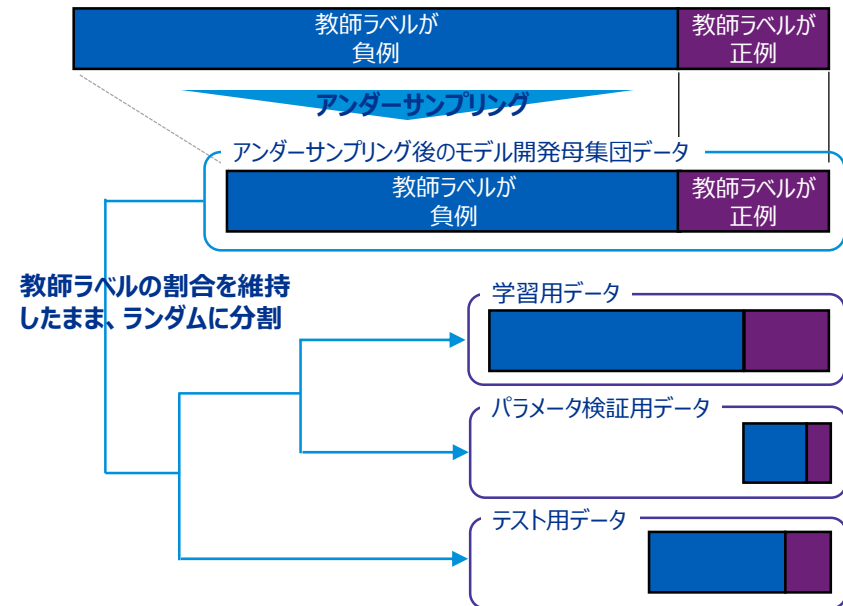 教師ラベルが
負例
教師ラベルが
正例
アンダーサンプリング
アンダーサンプリング後のモデル開発母集団データ
教師ラベルが
負例
教師ラベルが
正例
教師ラベルの割合を維持
したまま、ランダムに分割
学習用データ
パラメータ検証用データ
テスト用データ